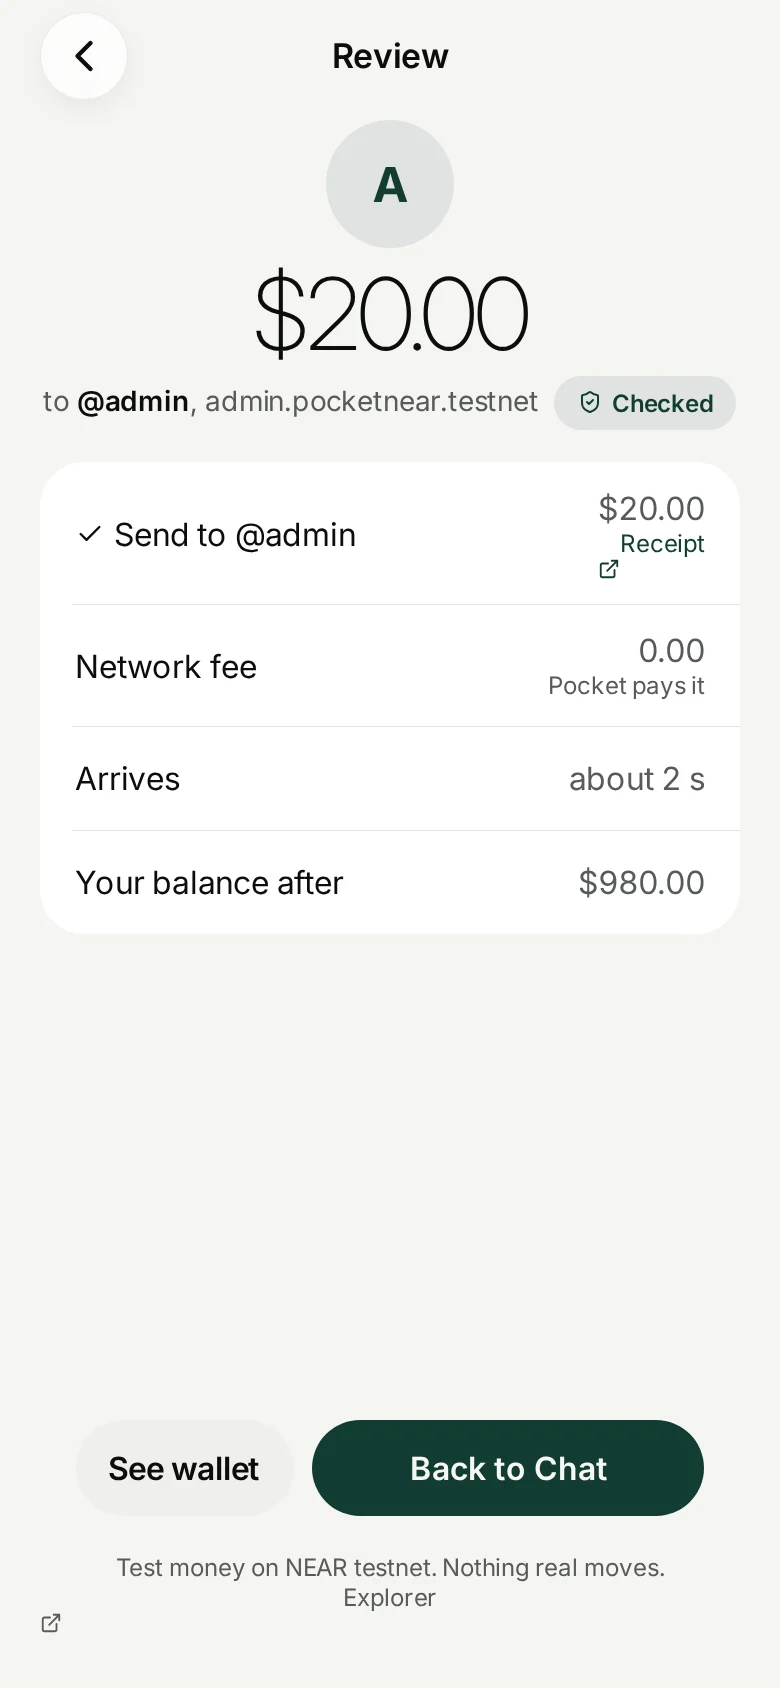 Review
A
$20.00
to @admin, admin.pocketnear.testnet Checked
Send to @admin $20.00
Receipt
Network fee 0.00
Pocket pays it
Arrives about 2 s
Your balance after $980.00
See wallet Back to Chat
Test money on NEAR testnet. Nothing real moves.
Explorer